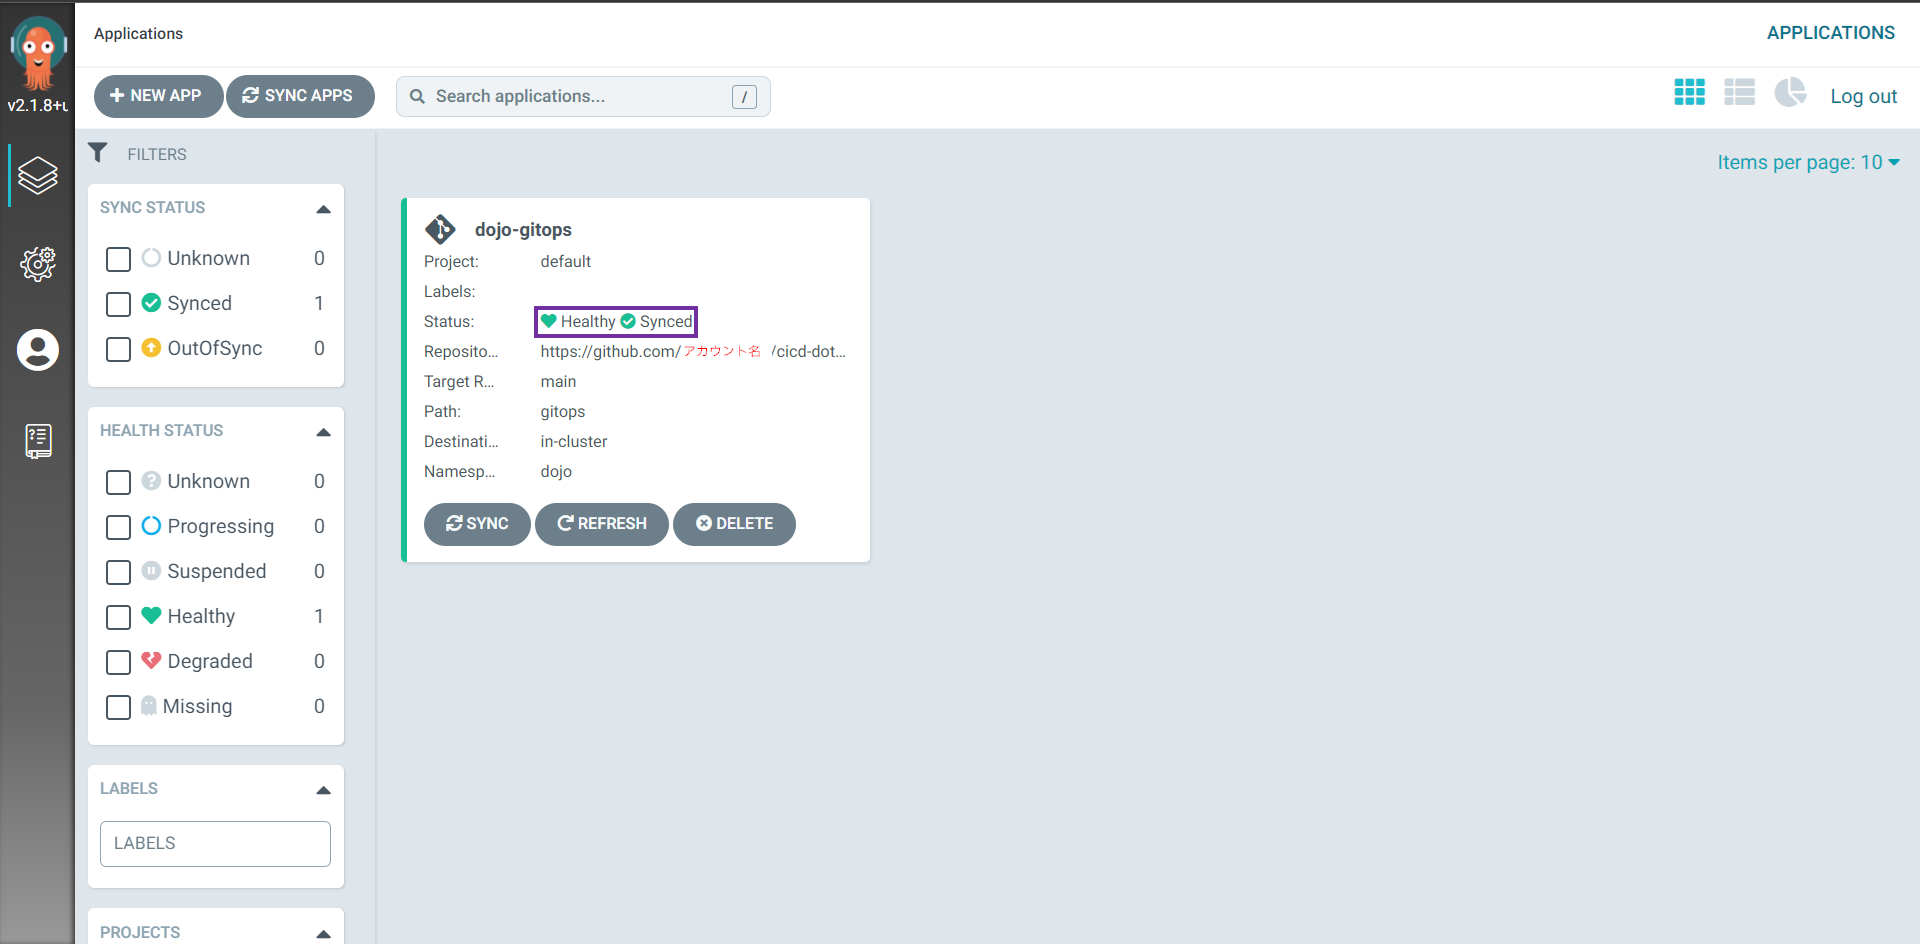 Applications
APPLICATIONS
v2.1.8+u
NEW APP
SYNC APPS
Search applications...
/
Log out
FILTERS
Items per page: 10
SYNC STATUS
Unknown 0
Synced 1
OutOfSync 0
HEALTH STATUS
Unknown 0
Progressing 0
Suspended 0
Healthy 1
Degraded 0
Missing 0
LABELS
LABELS
PROJECTS
dojo-gitops
Project: default
Labels:
Status: Healthy Synced
Reposito... https://github.com/アカウント名 /cicd-dot...
Target R... main
Path: gitops
Destinati... in-cluster
Namesp... dojo
SYNC
REFRESH
DELETE